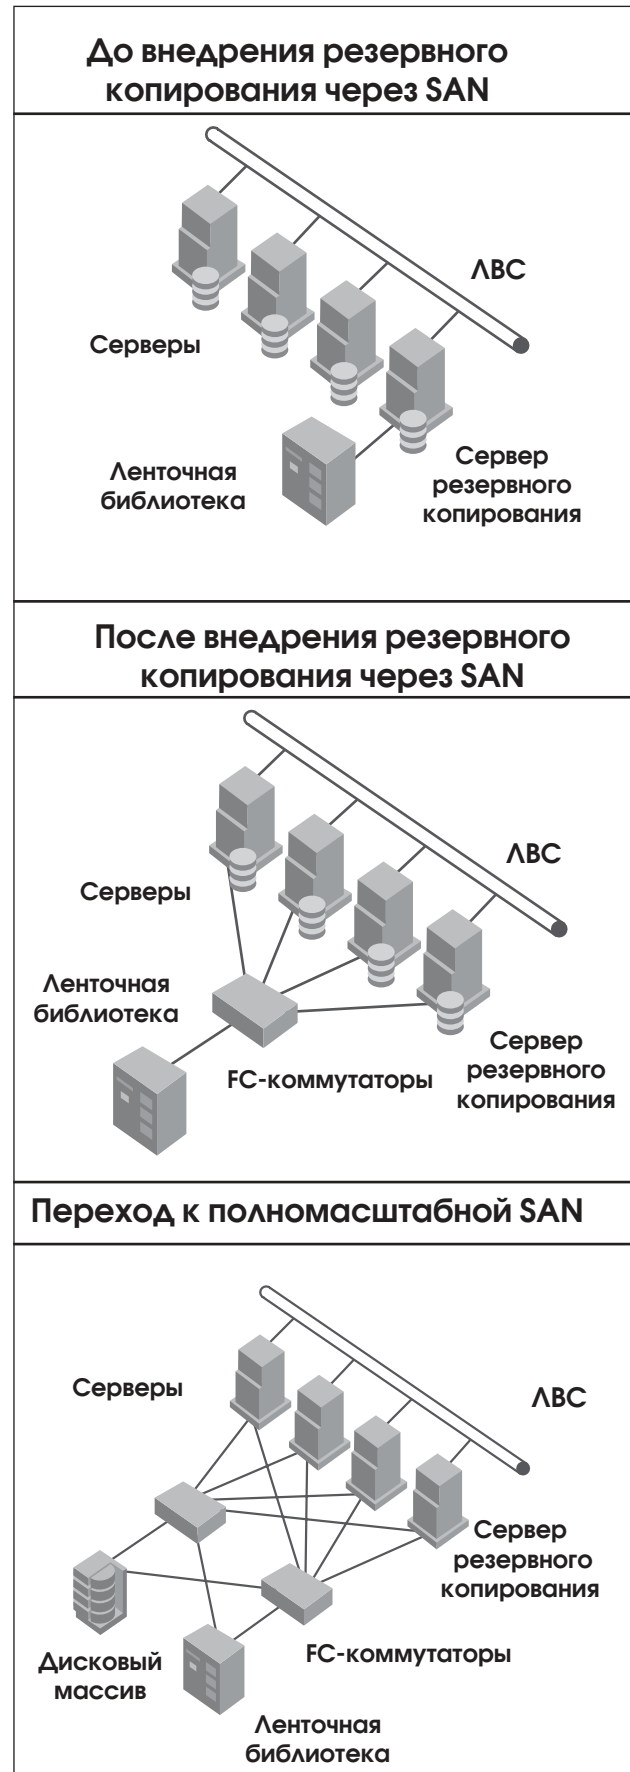 До внедрения резервного
копирования через SAN
ЛВС
Серверы
Ленточная
библиотека
Сервер
резервного
копирования
После внедрения резервного
копирования через SAN
ЛВС
Серверы
Ленточная
библиотека
FC-коммутаторы
Сервер
резервного
копирования
Переход к полномасштабной SAN
Серверы
ЛВС
Сервер
резервного
копирования
FC-коммутаторы
Дисковый
массив
Ленточная
библиотека